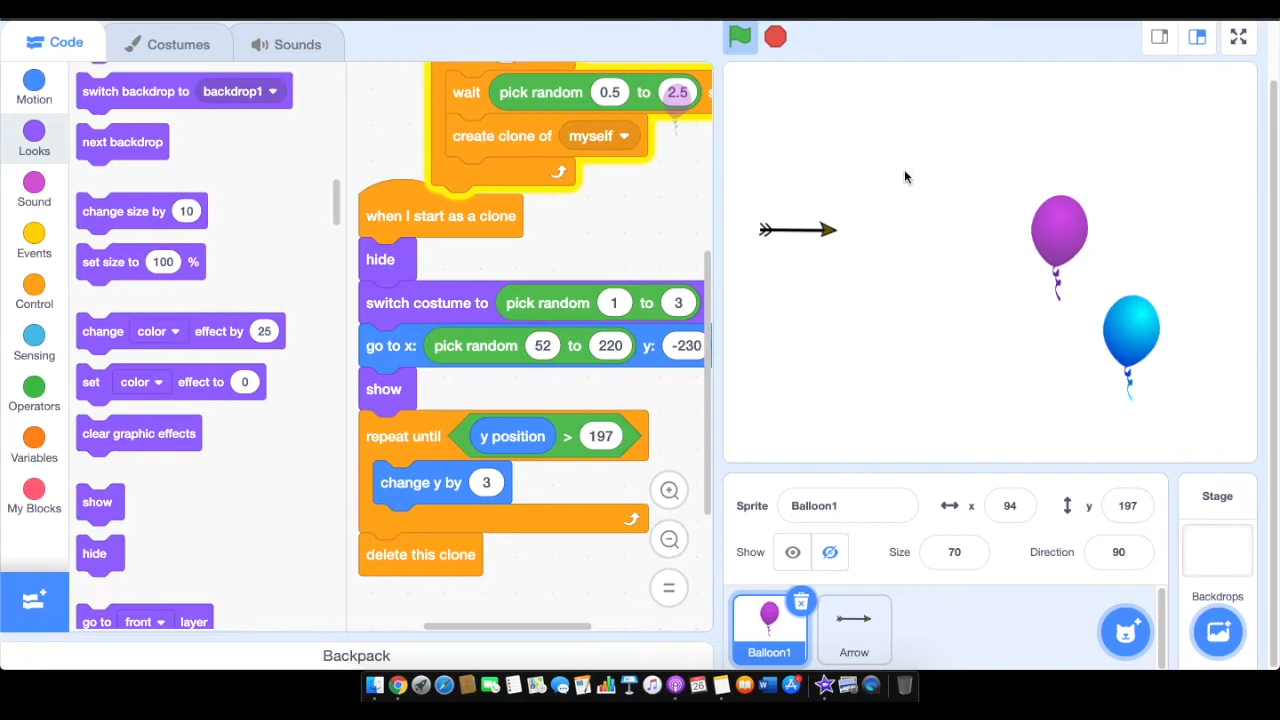 Code
Costumes
Sounds
Motion
Looks
Sound
Events
Control
Sensing
Operators
Variables
My Blocks
switch backdrop to backdrop1
next backdrop
change size by 10
set size to 100 %
change color effect by 25
set color effect to 0
clear graphic effects
show
hide
go to front layer
wait pick random 0.5 to 2.5 s
create clone of myself
when I start as a clone
hide
switch costume to pick random 1 to 3
go to x: pick random 52 to 220 y: -230
show
repeat until y position > 197
change y by 3
delete this clone
Backpack
Sprite Balloon1 x 94 y 197
Show Size 70 Direction 90
Balloon1
Arrow
Stage
Backdrops
26